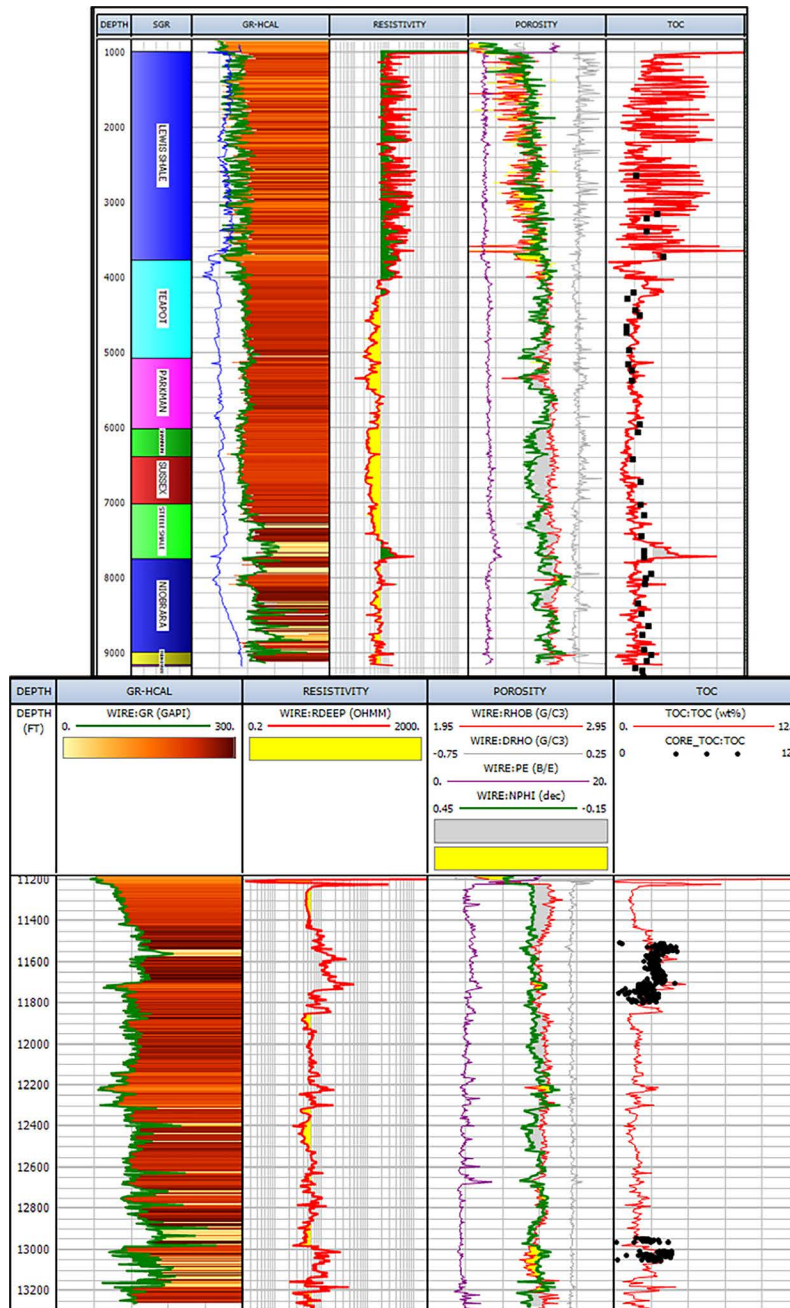 DEPTH SGR GR-HCAL RESISTIVITY POROSITY TOC
1000
LEWIS SHALE
2000
3000
4000
TEAPOT
5000
PARKMAN
6000
SUSSEX
7000
STEELE SHALE
8000
NIOBRARA
9000
DEPTH GR-HCAL RESISTIVITY POROSITY TOC
DEPTH (FT) WIRE:GR (GAPI) WIRE:RDEEP (OHMM) WIRE:RHOB (G/C3) TOC:TOC (wt%)
0. 300. 0.2 2000. 1.95 2.95 0. 12.
WIRE:DRHO (G/C3) CORE_TOC:TOC
-0.75 0.25 0 12
WIRE:PE (B/E)
0. 20.
WIRE:NPHI (dec)
0.45 -0.15
11200
11400
11600
11800
12000
12200
12400
12600
12800
13000
13200